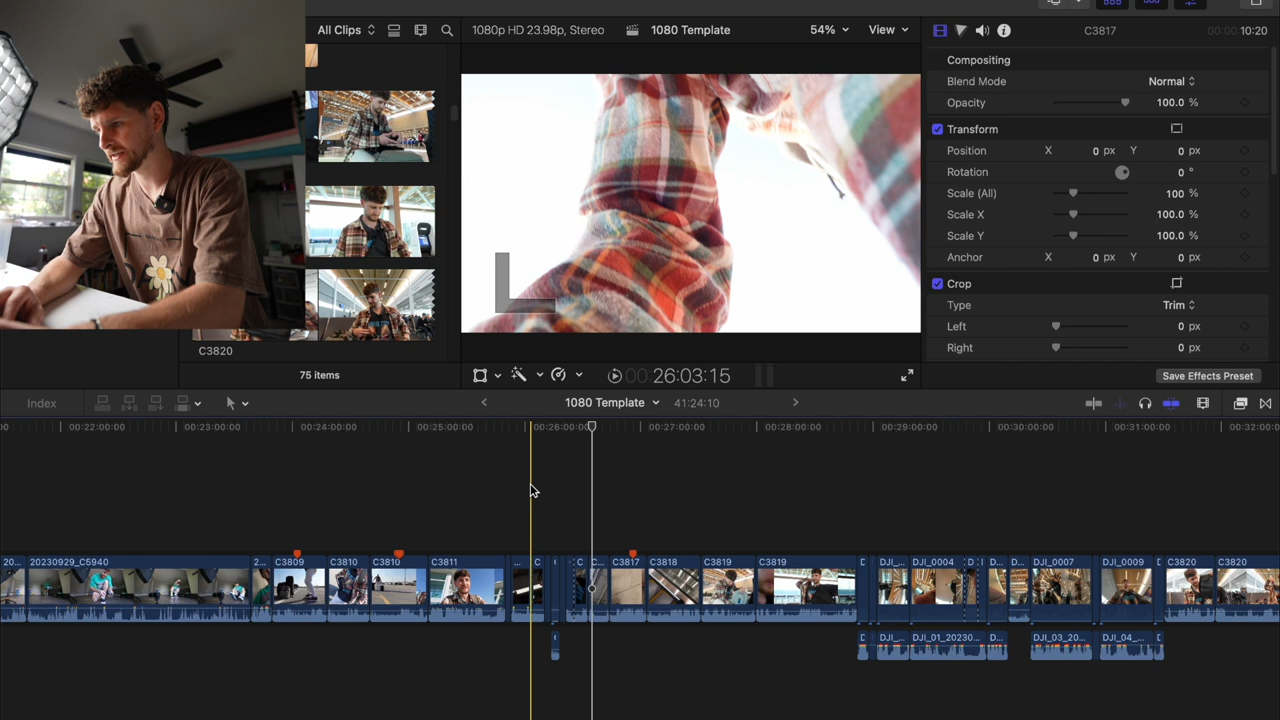 All Clips
1080p HD 23.98p, Stereo
1080 Template
54%
View
C3817
00:00:10:20
Compositing
Blend Mode
Normal
Opacity
100.0 %
Transform
Position
X
0 px
Y
0 px
Rotation
0 °
Scale (All)
100 %
Scale X
100.0 %
Scale Y
100.0 %
Anchor
X
0 px
Y
0 px
Crop
Type
Trim
Left
0 px
Right
0 px
C3820
75 items
00:26:03:15
Save Effects Preset
Index
1080 Template
41:24:10
00:22:00:00
00:23:00:00
00:24:00:00
00:25:00:00
00:26:00:00
00:27:00:00
00:28:00:00
00:29:00:00
00:30:00:00
00:31:00:00
00:32:00:0
20...
20230929_C5940
2...
C3809
C3810
C3810
C3811
...
C
C
C...
C3817
C3818
C3819
C3819
D
DJI_...
DJI_0004
D
D...
D...
DJI_0007
DJI_0009
C3820
C3820
D
DJI_...
DJI_01_20230...
D...
DJI_03_20...
DJI_04_...